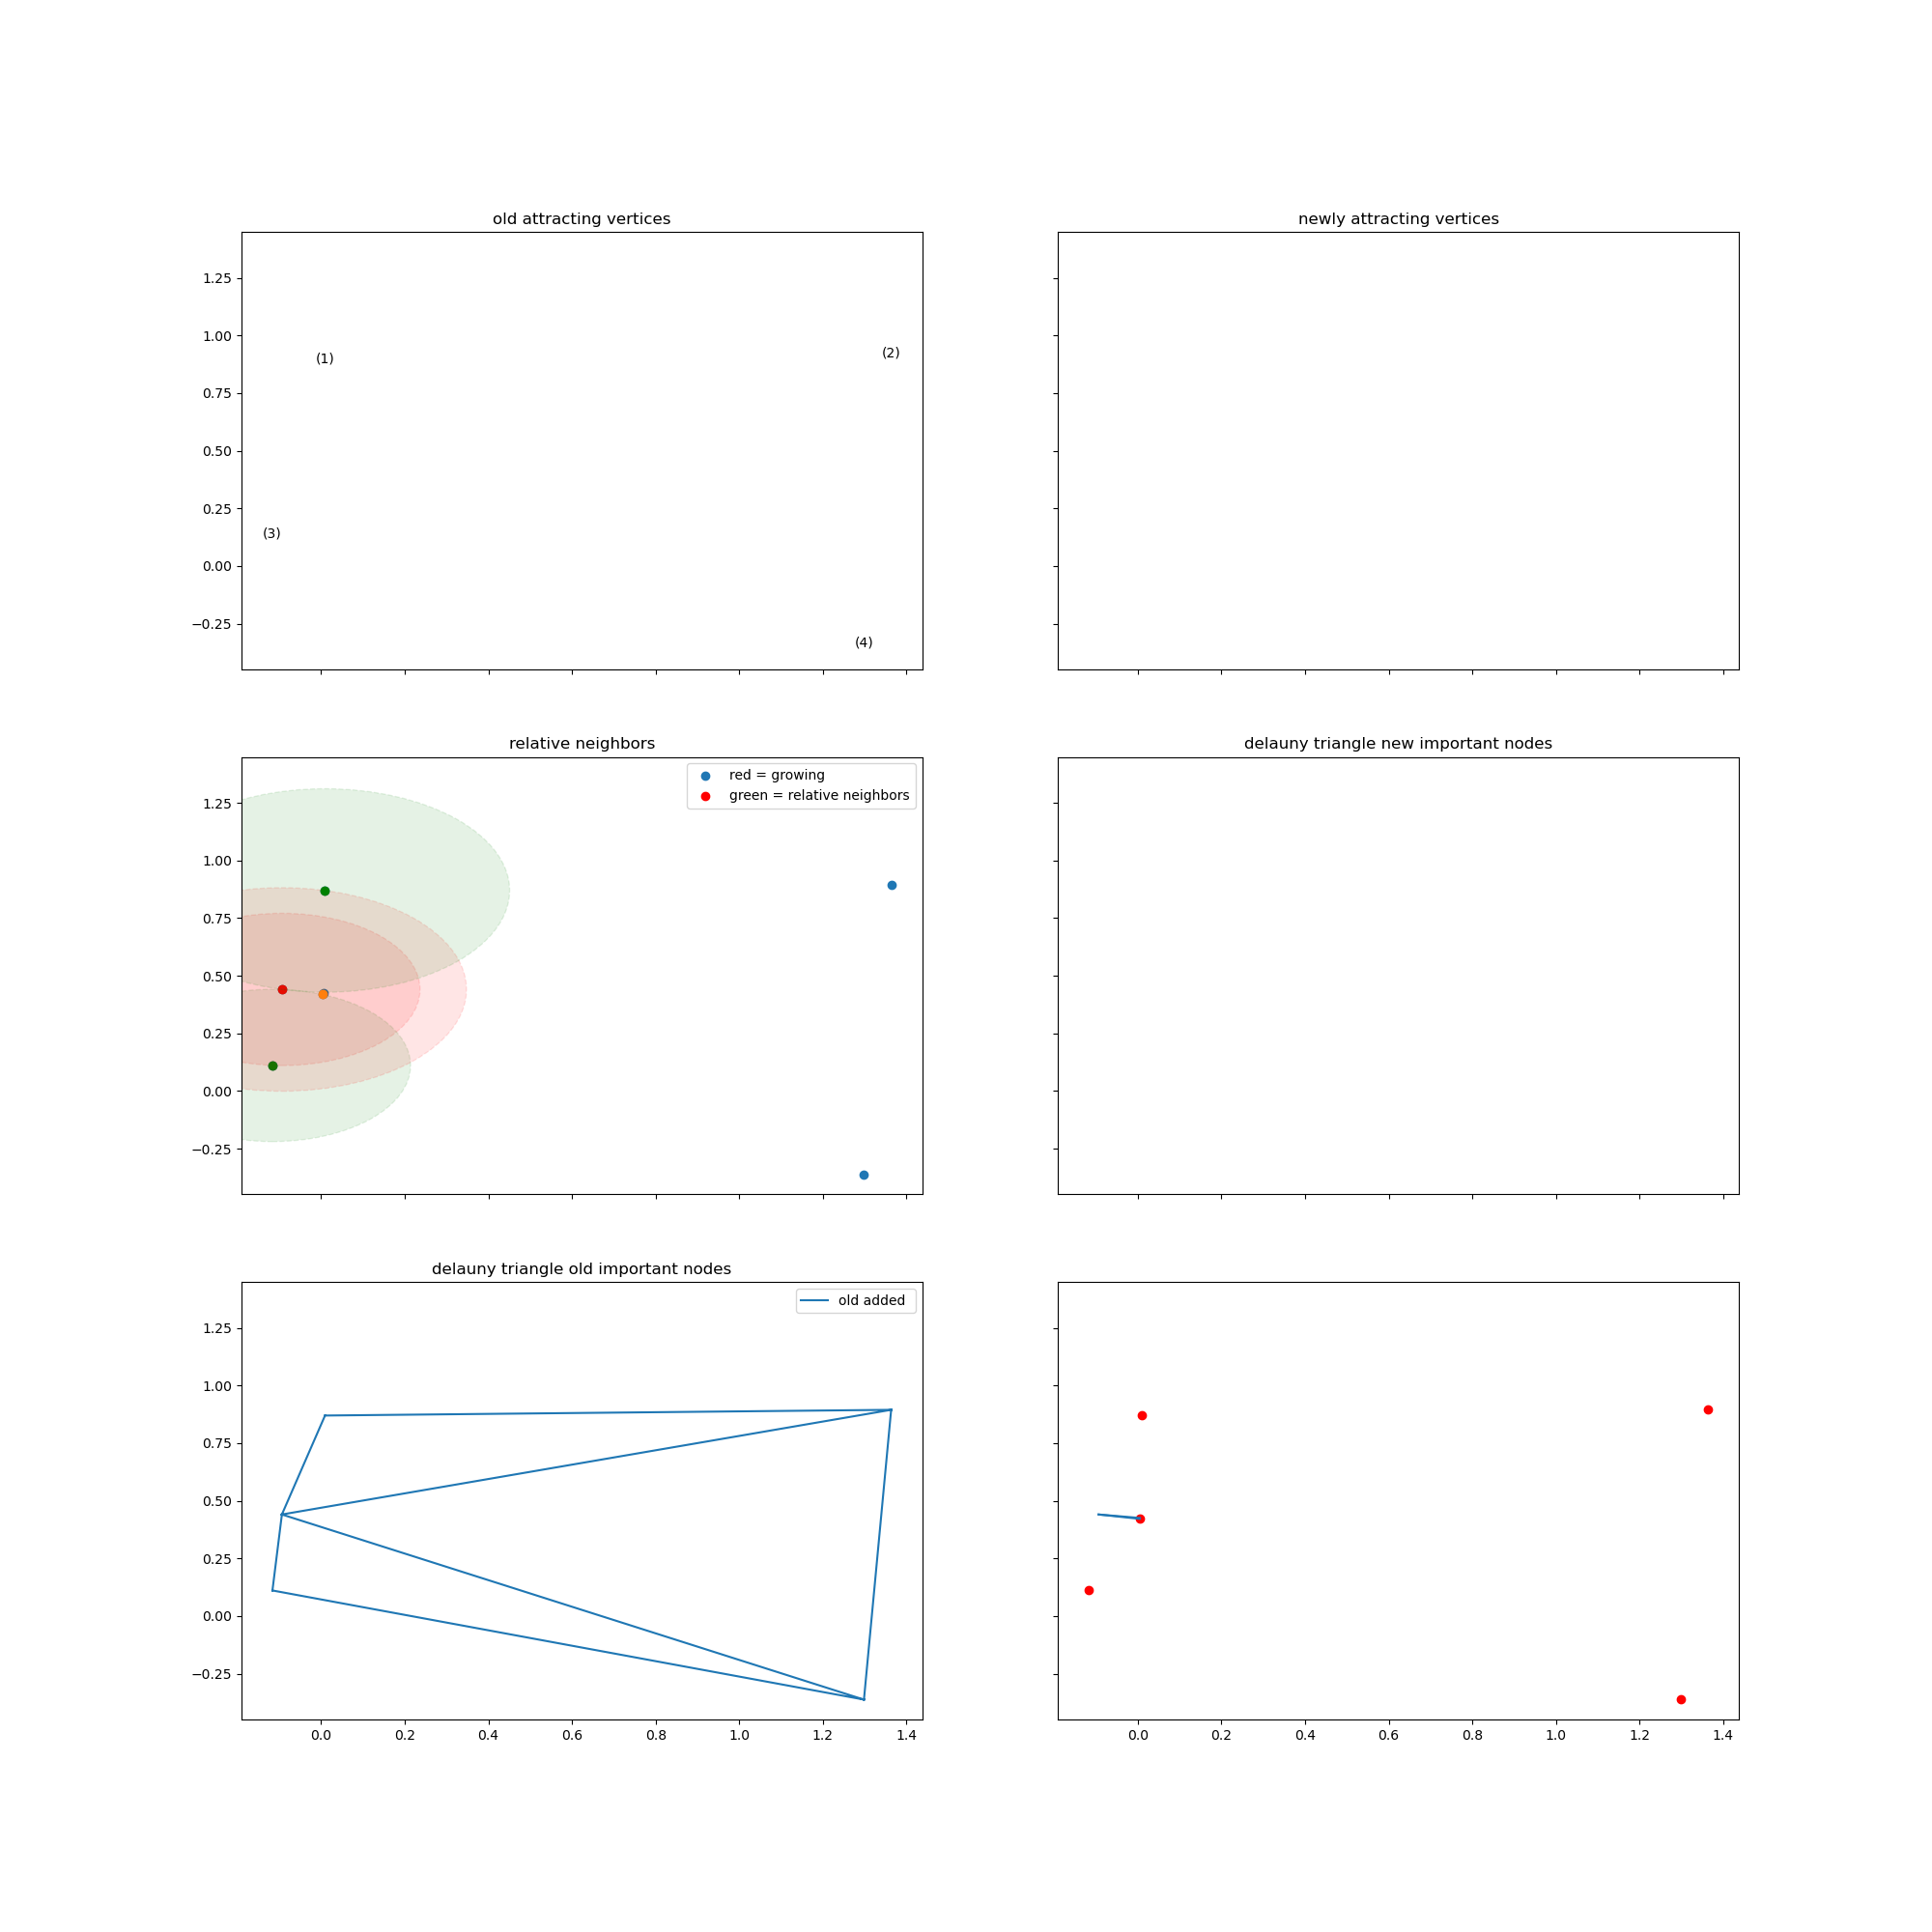 old attracting vertices
newly attracting vertices
1.25
1.00
0.75
0.50
0.25
0.00
−0.25
(1)
(2)
(3)
(4)
relative neighbors
delauny triangle new important nodes
1.25
1.00
0.75
0.50
0.25
0.00
−0.25
red = growing
green = relative neighbors
delauny triangle old important nodes
1.25
1.00
0.75
0.50
0.25
0.00
−0.25
old added
0.0 0.2 0.4 0.6 0.8 1.0 1.2 1.4
0.0 0.2 0.4 0.6 0.8 1.0 1.2 1.4